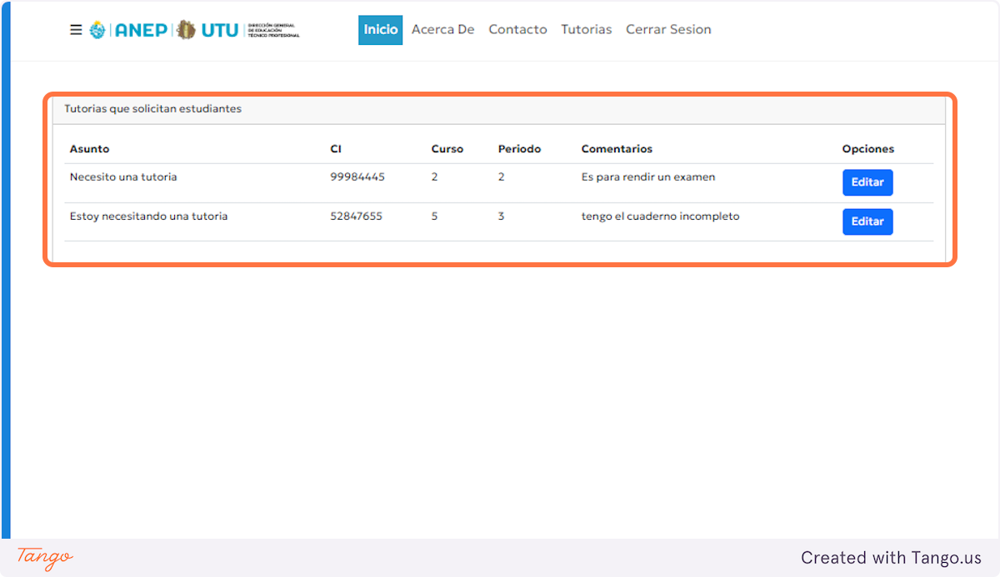 ANEP UTU DIRECCIÓN GENERAL
DE EDUCACIÓN
TÉCNICO PROFESIONAL
Inicio Acerca De Contacto Tutorias Cerrar Sesion
Tutorias que solicitan estudiantes
Asunto CI Curso Periodo Comentarios Opciones
Necesito una tutoria 99984445 2 2 Es para rendir un examen Editar
Estoy necesitando una tutoria 52847655 5 3 tengo el cuaderno incompleto Editar
Tango Created with Tango.us